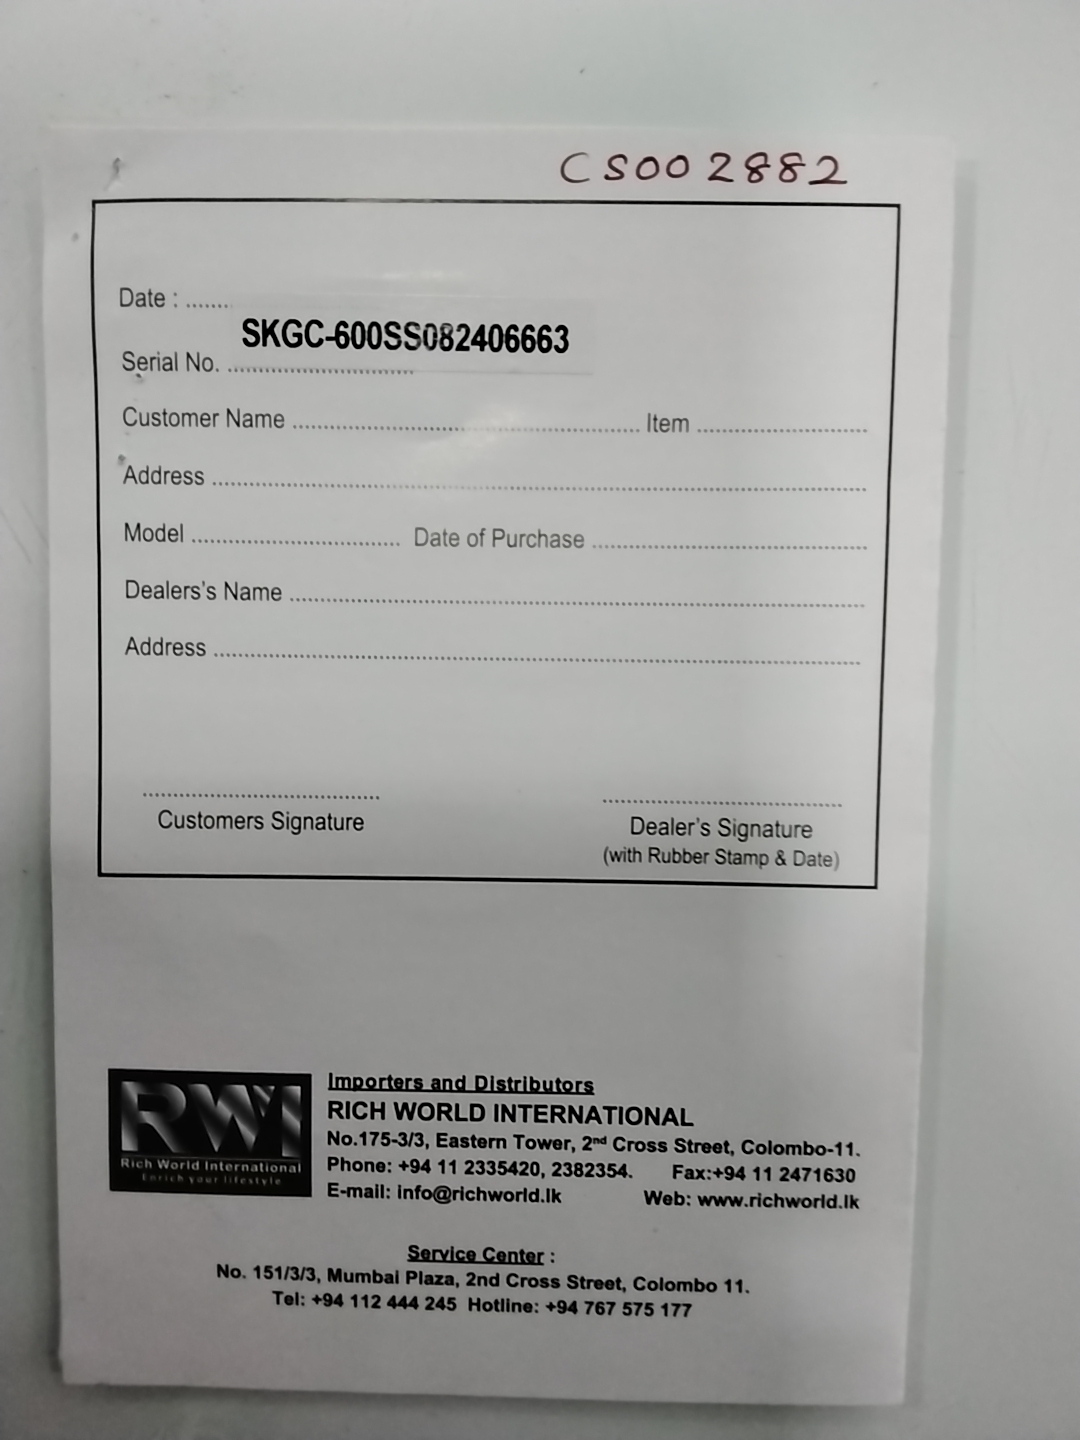 CS002882
Date : .......
SKGC-600SS082406663
Serial No. ..................................
Customer Name ................................................................ Item ...............................
Address ........................................................................................................................
Model ...................................... Date of Purchase ..................................................
Dealers's Name ..........................................................................................................
Address ........................................................................................................................
........................................... ...........................................
Customers Signature Dealer's Signature
(with Rubber Stamp & Date)
RWI
Rich World International
Enrich your lifestyle
Importers and Distributors
RICH WORLD INTERNATIONAL
No.175-3/3, Eastern Tower, 2nd Cross Street, Colombo-11.
Phone: +94 11 2335420, 2382354. Fax:+94 11 2471630
E-mail: info@richworld.lk Web: www.richworld.lk
Service Center :
No. 151/3/3, Mumbai Plaza, 2nd Cross Street, Colombo 11.
Tel: +94 112 444 245 Hotline: +94 767 575 177